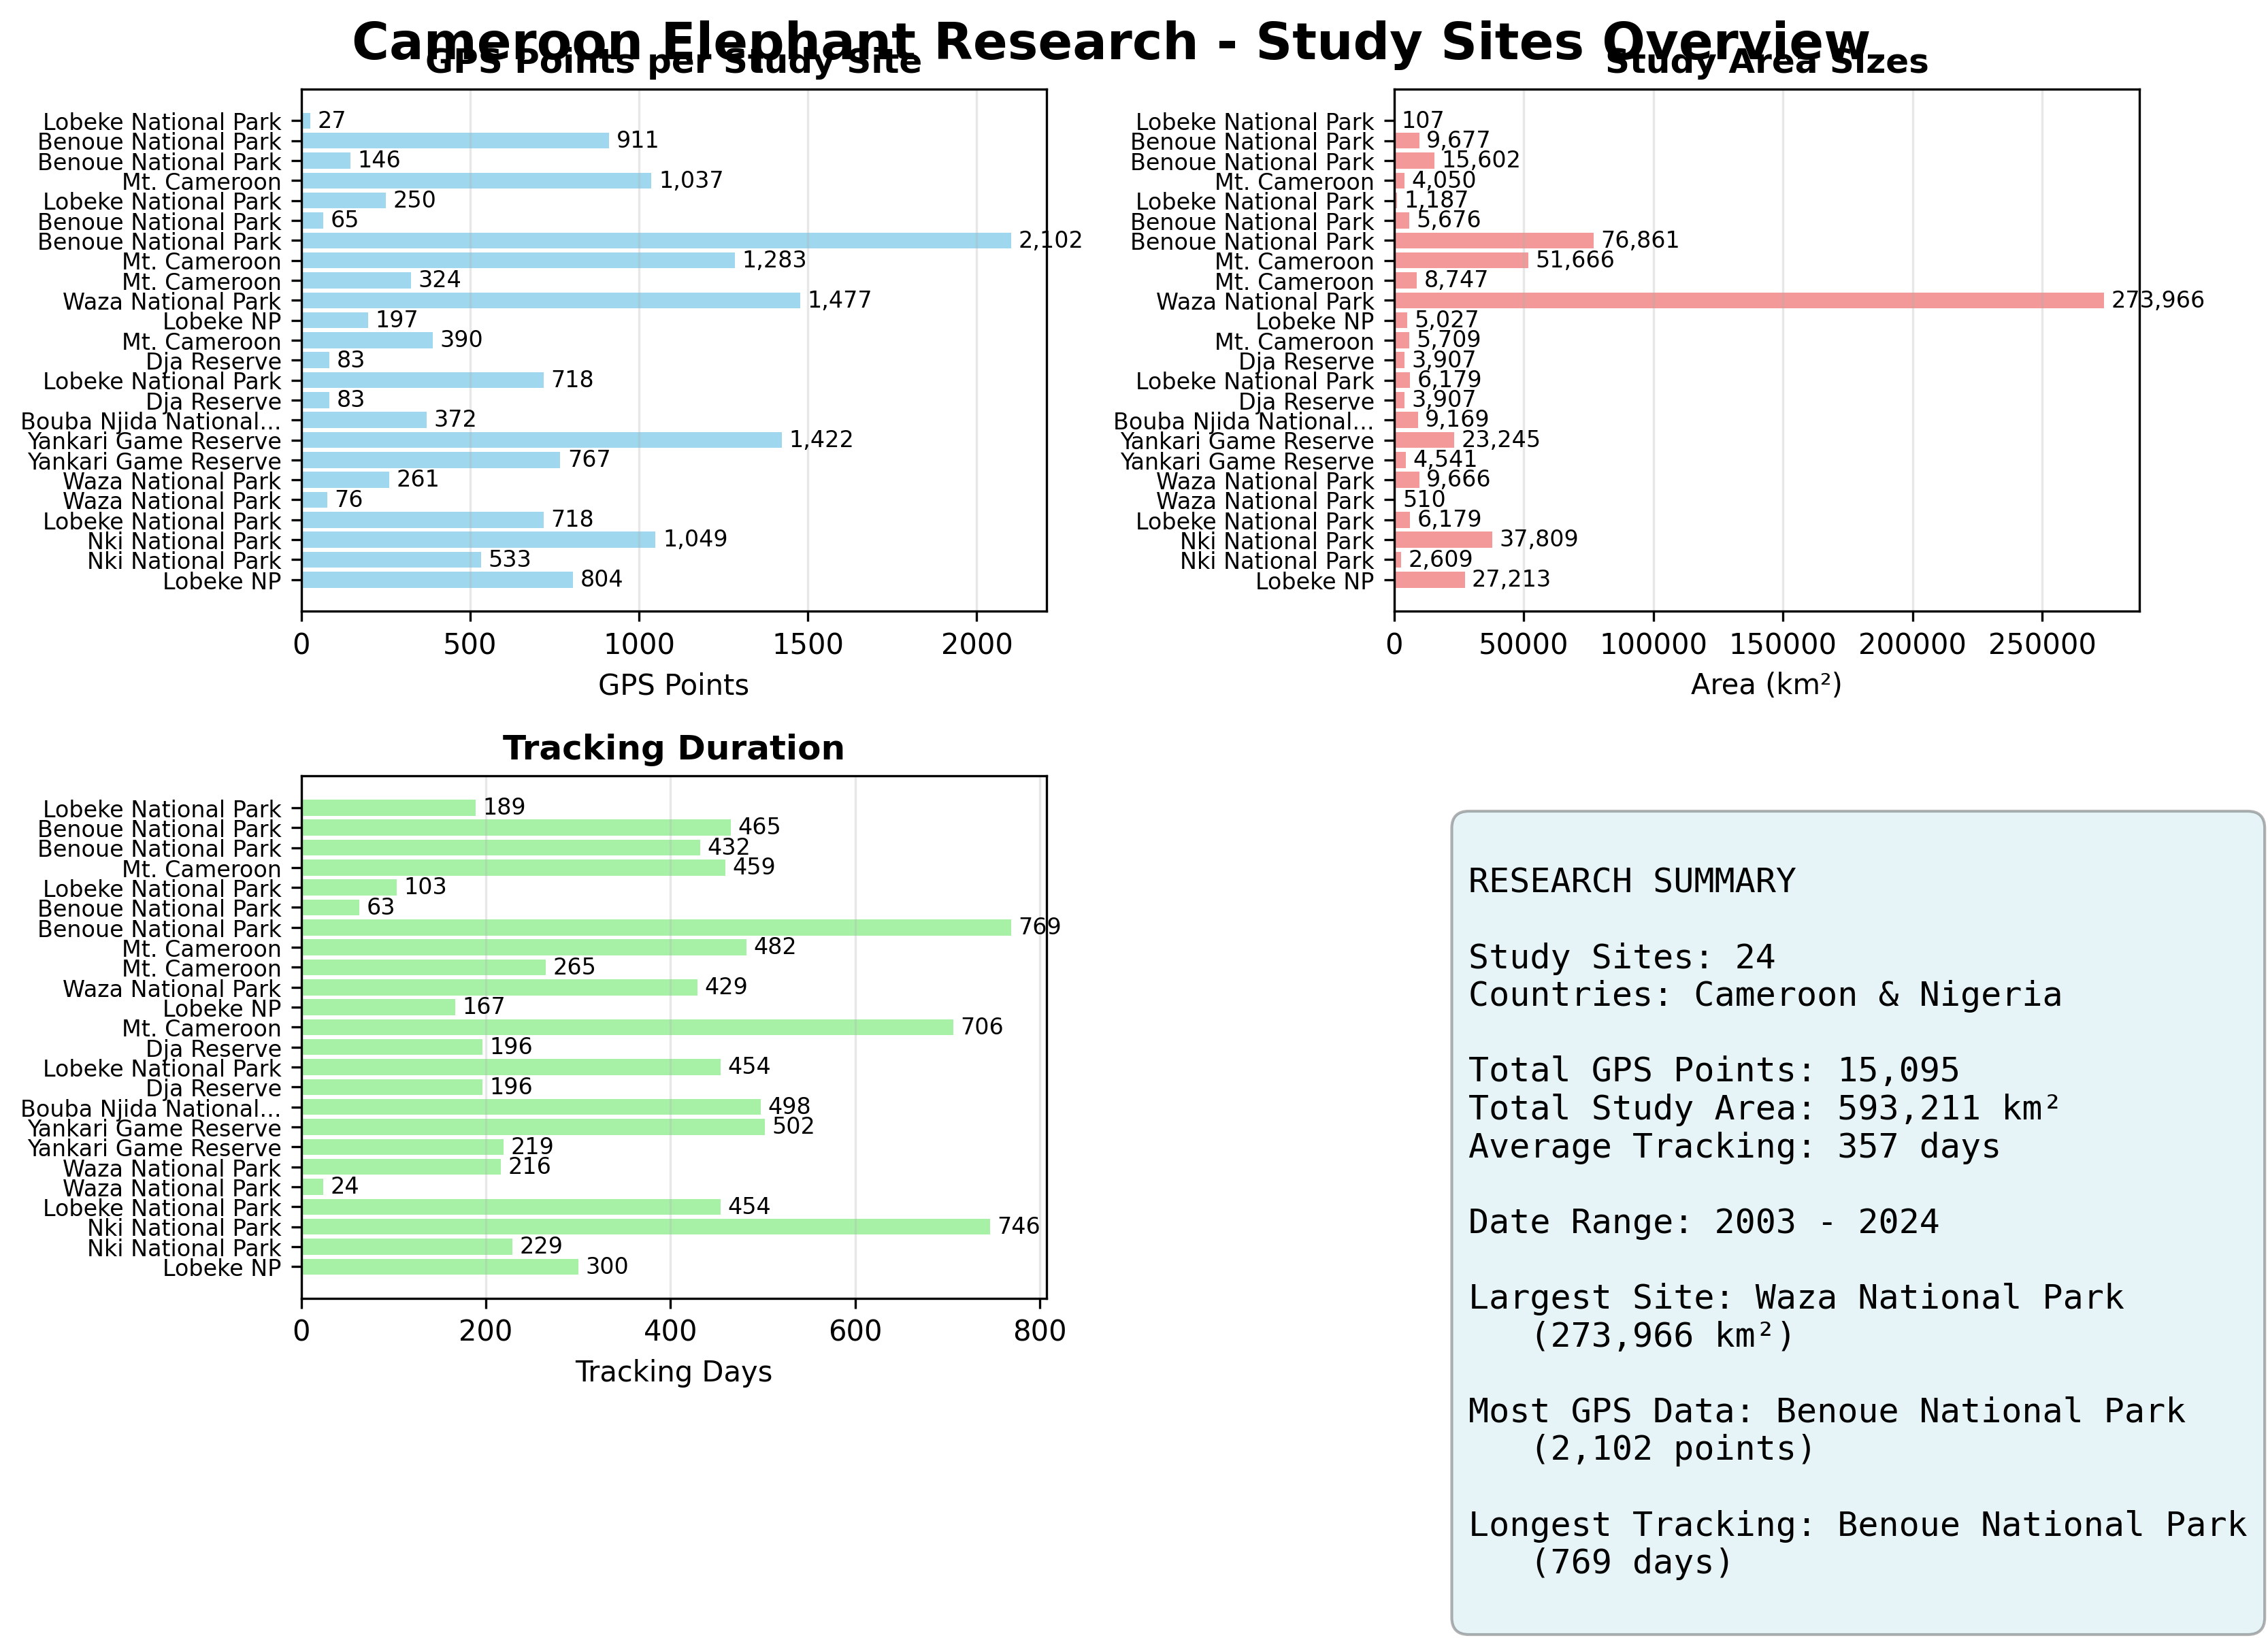 Cameroon Elephant Research - Study Sites Overview
GPS Points per Study Site
Lobeke National Park 27
Benoue National Park 911
Benoue National Park 146
Mt. Cameroon 1,037
Lobeke National Park 250
Benoue National Park 65
Benoue National Park 2,102
Mt. Cameroon 1,283
Mt. Cameroon 324
Waza National Park 1,477
Lobeke NP 197
Mt. Cameroon 390
Dja Reserve 83
Lobeke National Park 718
Dja Reserve 83
Bouba Njida National... 372
Yankari Game Reserve 1,422
Yankari Game Reserve 767
Waza National Park 261
Waza National Park 76
Lobeke National Park 718
Nki National Park 1,049
Nki National Park 533
Lobeke NP 804
0 500 1000 1500 2000
GPS Points
Study Area Sizes
Lobeke National Park 107
Benoue National Park 9,677
Benoue National Park 15,602
Mt. Cameroon 4,050
Lobeke National Park 1,187
Benoue National Park 5,676
Benoue National Park 76,861
Mt. Cameroon 51,666
Mt. Cameroon 8,747
Waza National Park 273,966
Lobeke NP 5,027
Mt. Cameroon 5,709
Dja Reserve 3,907
Lobeke National Park 6,179
Dja Reserve 3,907
Bouba Njida National... 9,169
Yankari Game Reserve 23,245
Yankari Game Reserve 4,541
Waza National Park 9,666
Waza National Park 510
Lobeke National Park 6,179
Nki National Park 37,809
Nki National Park 2,609
Lobeke NP 27,213
0 50000 100000 150000 200000 250000
Area (km²)
Tracking Duration
Lobeke National Park 189
Benoue National Park 465
Benoue National Park 432
Mt. Cameroon 459
Lobeke National Park 103
Benoue National Park 63
Benoue National Park 769
Mt. Cameroon 482
Mt. Cameroon 265
Waza National Park 429
Lobeke NP 167
Mt. Cameroon 706
Dja Reserve 196
Lobeke National Park 454
Dja Reserve 196
Bouba Njida National... 498
Yankari Game Reserve 502
Yankari Game Reserve 219
Waza National Park 216
Waza National Park 24
Lobeke National Park 454
Nki National Park 746
Nki National Park 229
Lobeke NP 300
0 200 400 600 800
Tracking Days
RESEARCH SUMMARY
Study Sites: 24
Countries: Cameroon & Nigeria
Total GPS Points: 15,095
Total Study Area: 593,211 km²
Average Tracking: 357 days
Date Range: 2003 - 2024
Largest Site: Waza National Park
(273,966 km²)
Most GPS Data: Benoue National Park
(2,102 points)
Longest Tracking: Benoue National Park
(769 days)